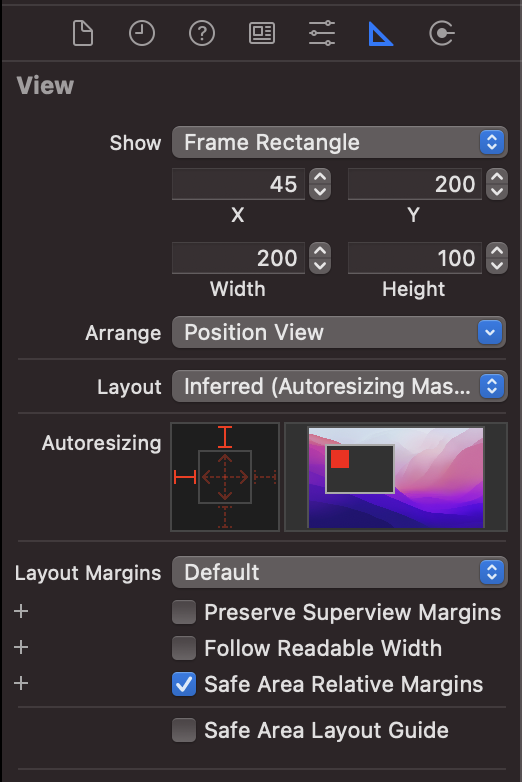 View
Show Frame Rectangle
45 200
X Y
200 100
Width Height
Arrange Position View
Layout Inferred (Autoresizing Mas...
Autoresizing
Layout Margins Default
Preserve Superview Margins
Follow Readable Width
Safe Area Relative Margins
Safe Area Layout Guide